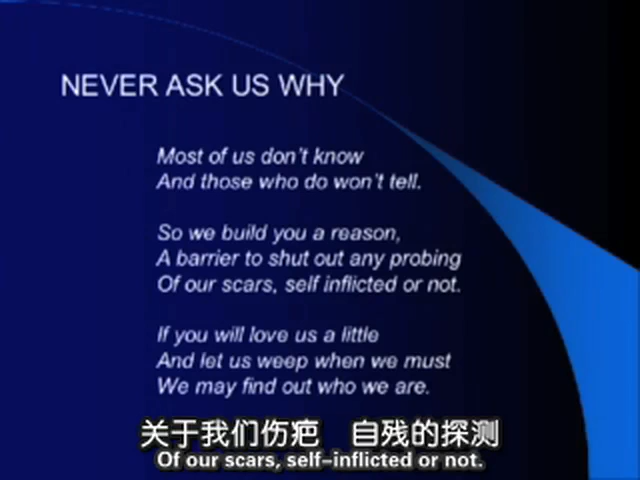 NEVER ASK US WHY
Most of us don't know
And those who do won't tell.
So we build you a reason,
A barrier to shut out any probing
Of our scars, self inflicted or not.
If you will love us a little
And let us weep when we must
We may find out who we are.
关于我们伤疤 自残的探测
Of our scars, self-inflicted or not.